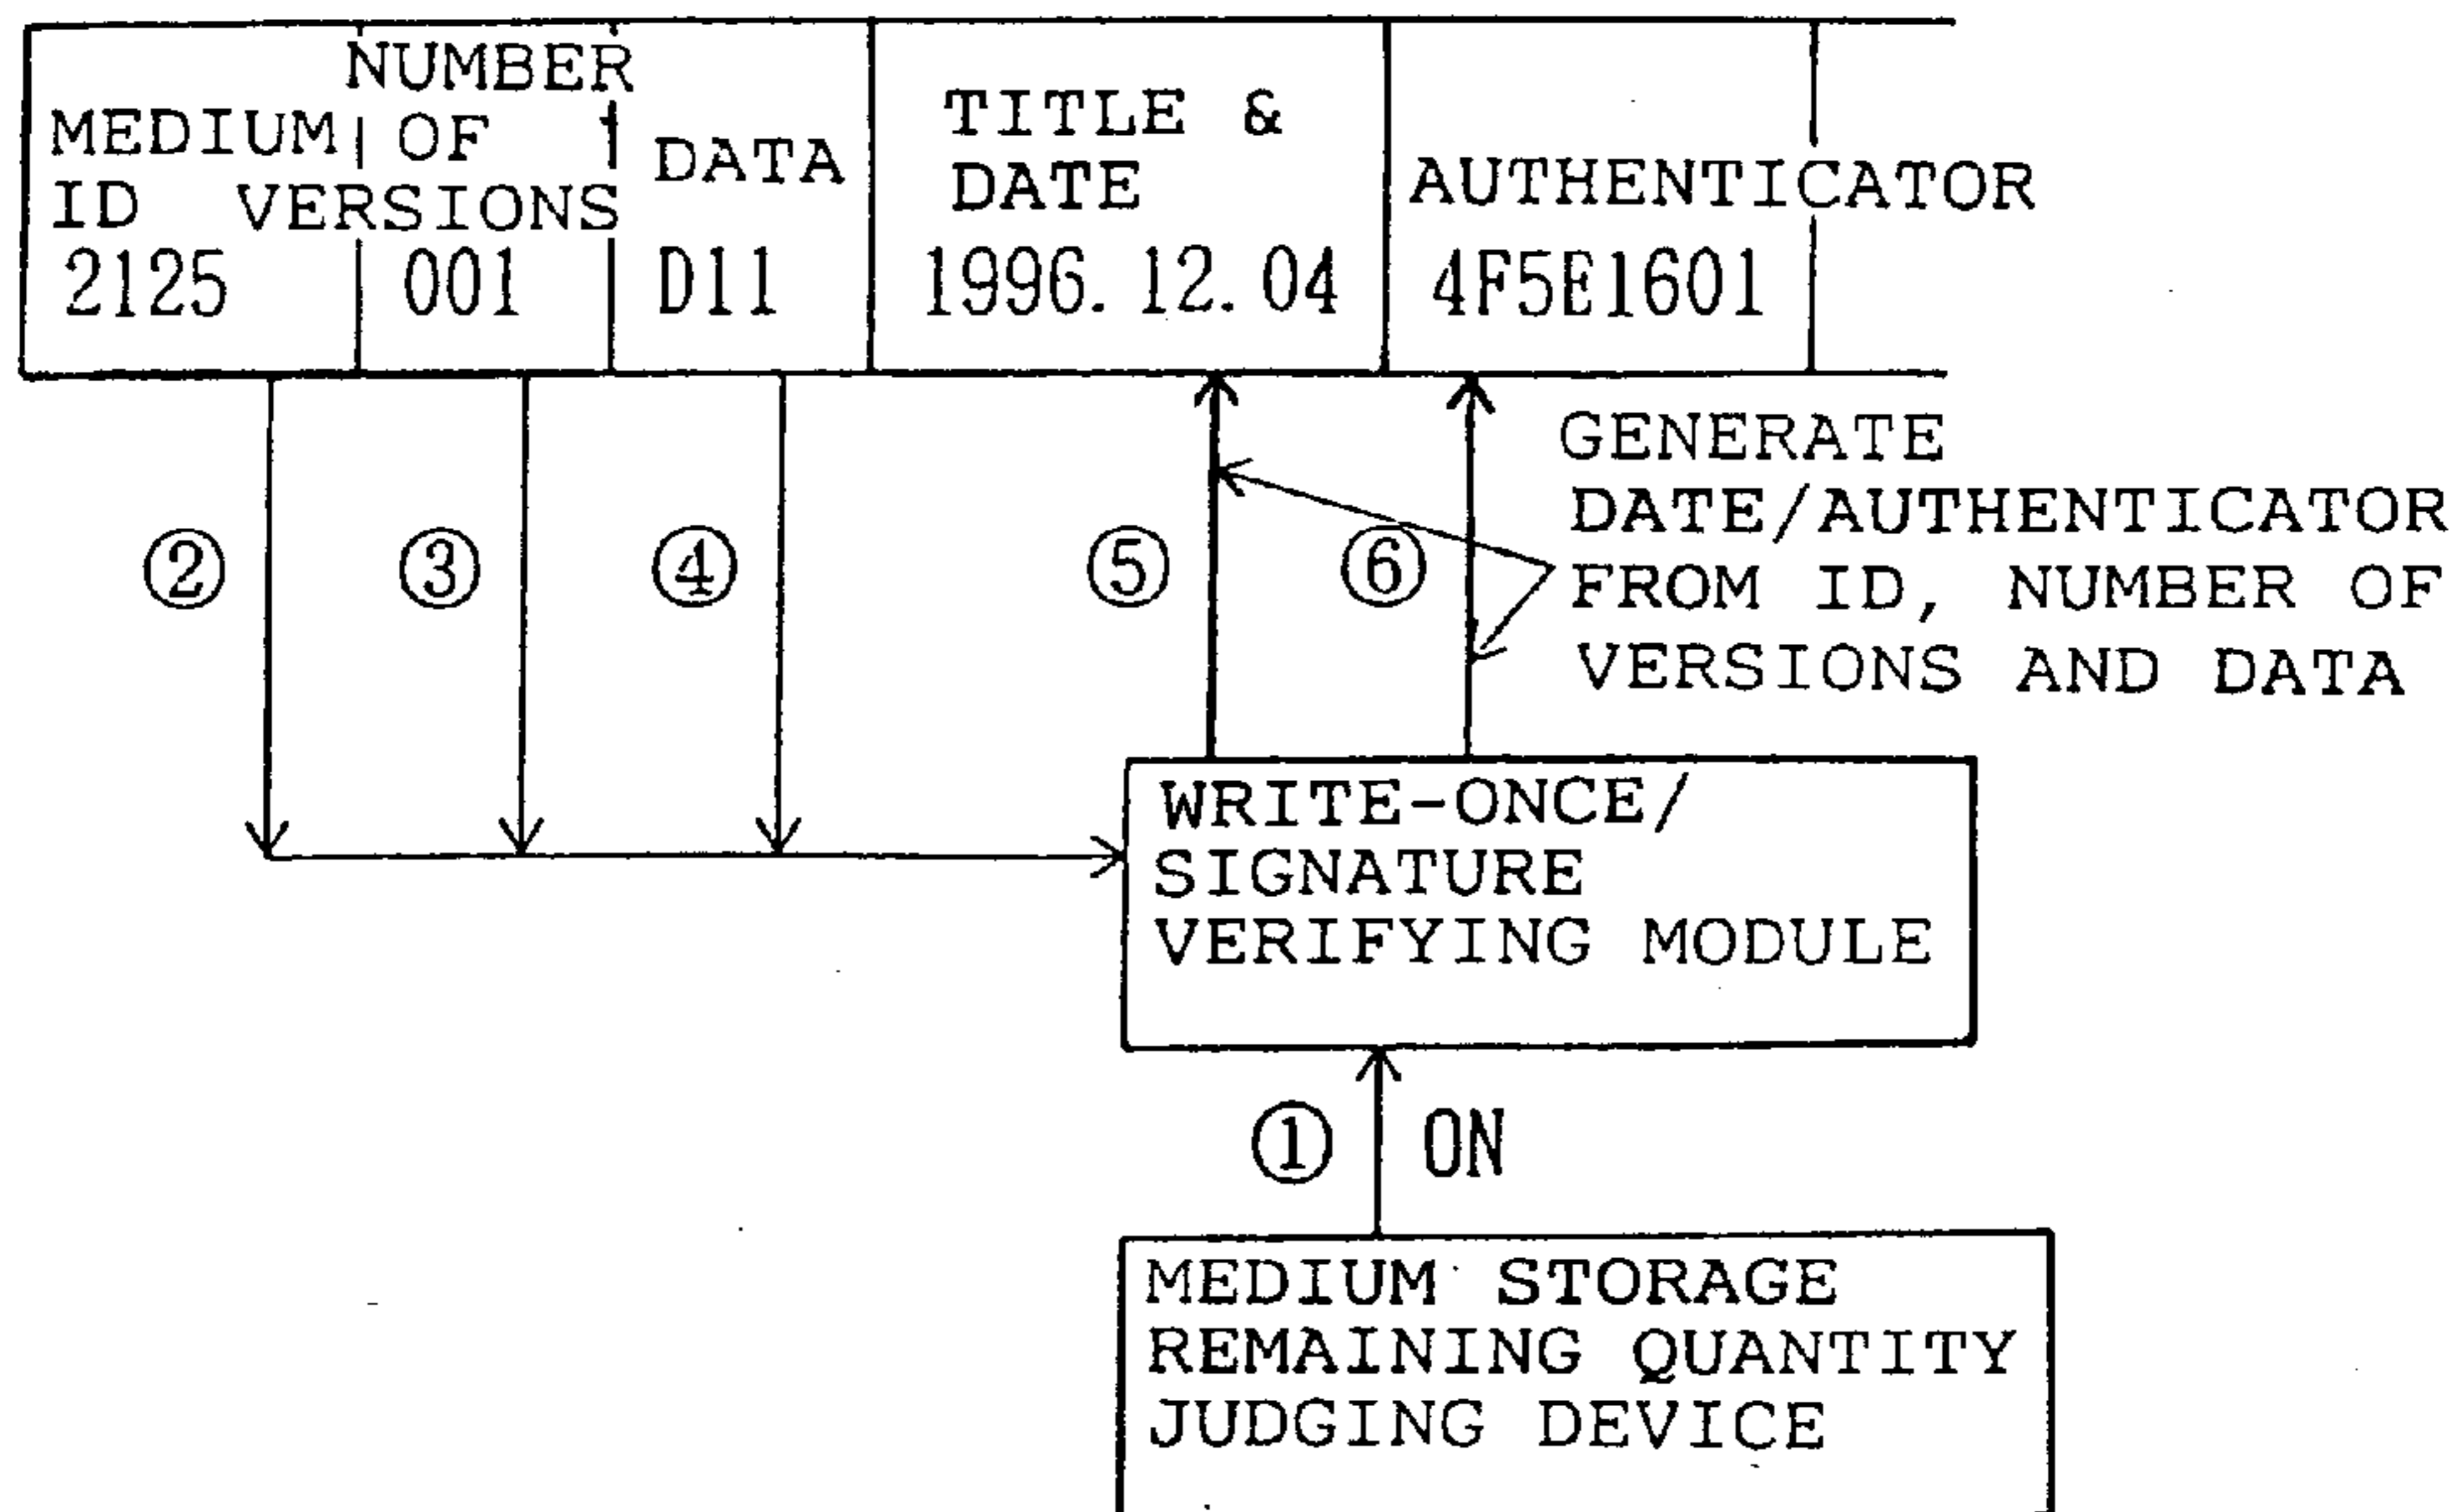 NUMBER
MEDIUM OF
ID VERSIONS
DATA
TITLE &
DATE
AUTHENTICATOR
2125 001 D11 1996.12.04 4F5E1601
GENERATE
DATE/AUTHENTICATOR
FROM ID, NUMBER OF
VERSIONS AND DATA
② ③ ④ ⑤ ⑥
WRITE-ONCE/
SIGNATURE
VERIFYING MODULE
① ON
MEDIUM STORAGE
REMAINING QUANTITY
JUDGING DEVICE